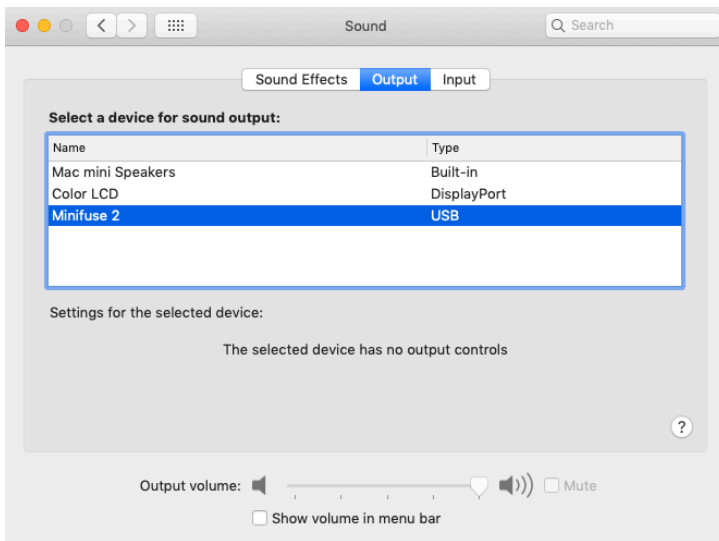 Sound
Search
Sound Effects Output Input
Select a device for sound output:
Name Type
Mac mini Speakers Built-in
Color LCD DisplayPort
Minifuse 2 USB
Settings for the selected device:
The selected device has no output controls
?
Output volume: Mute
Show volume in menu bar